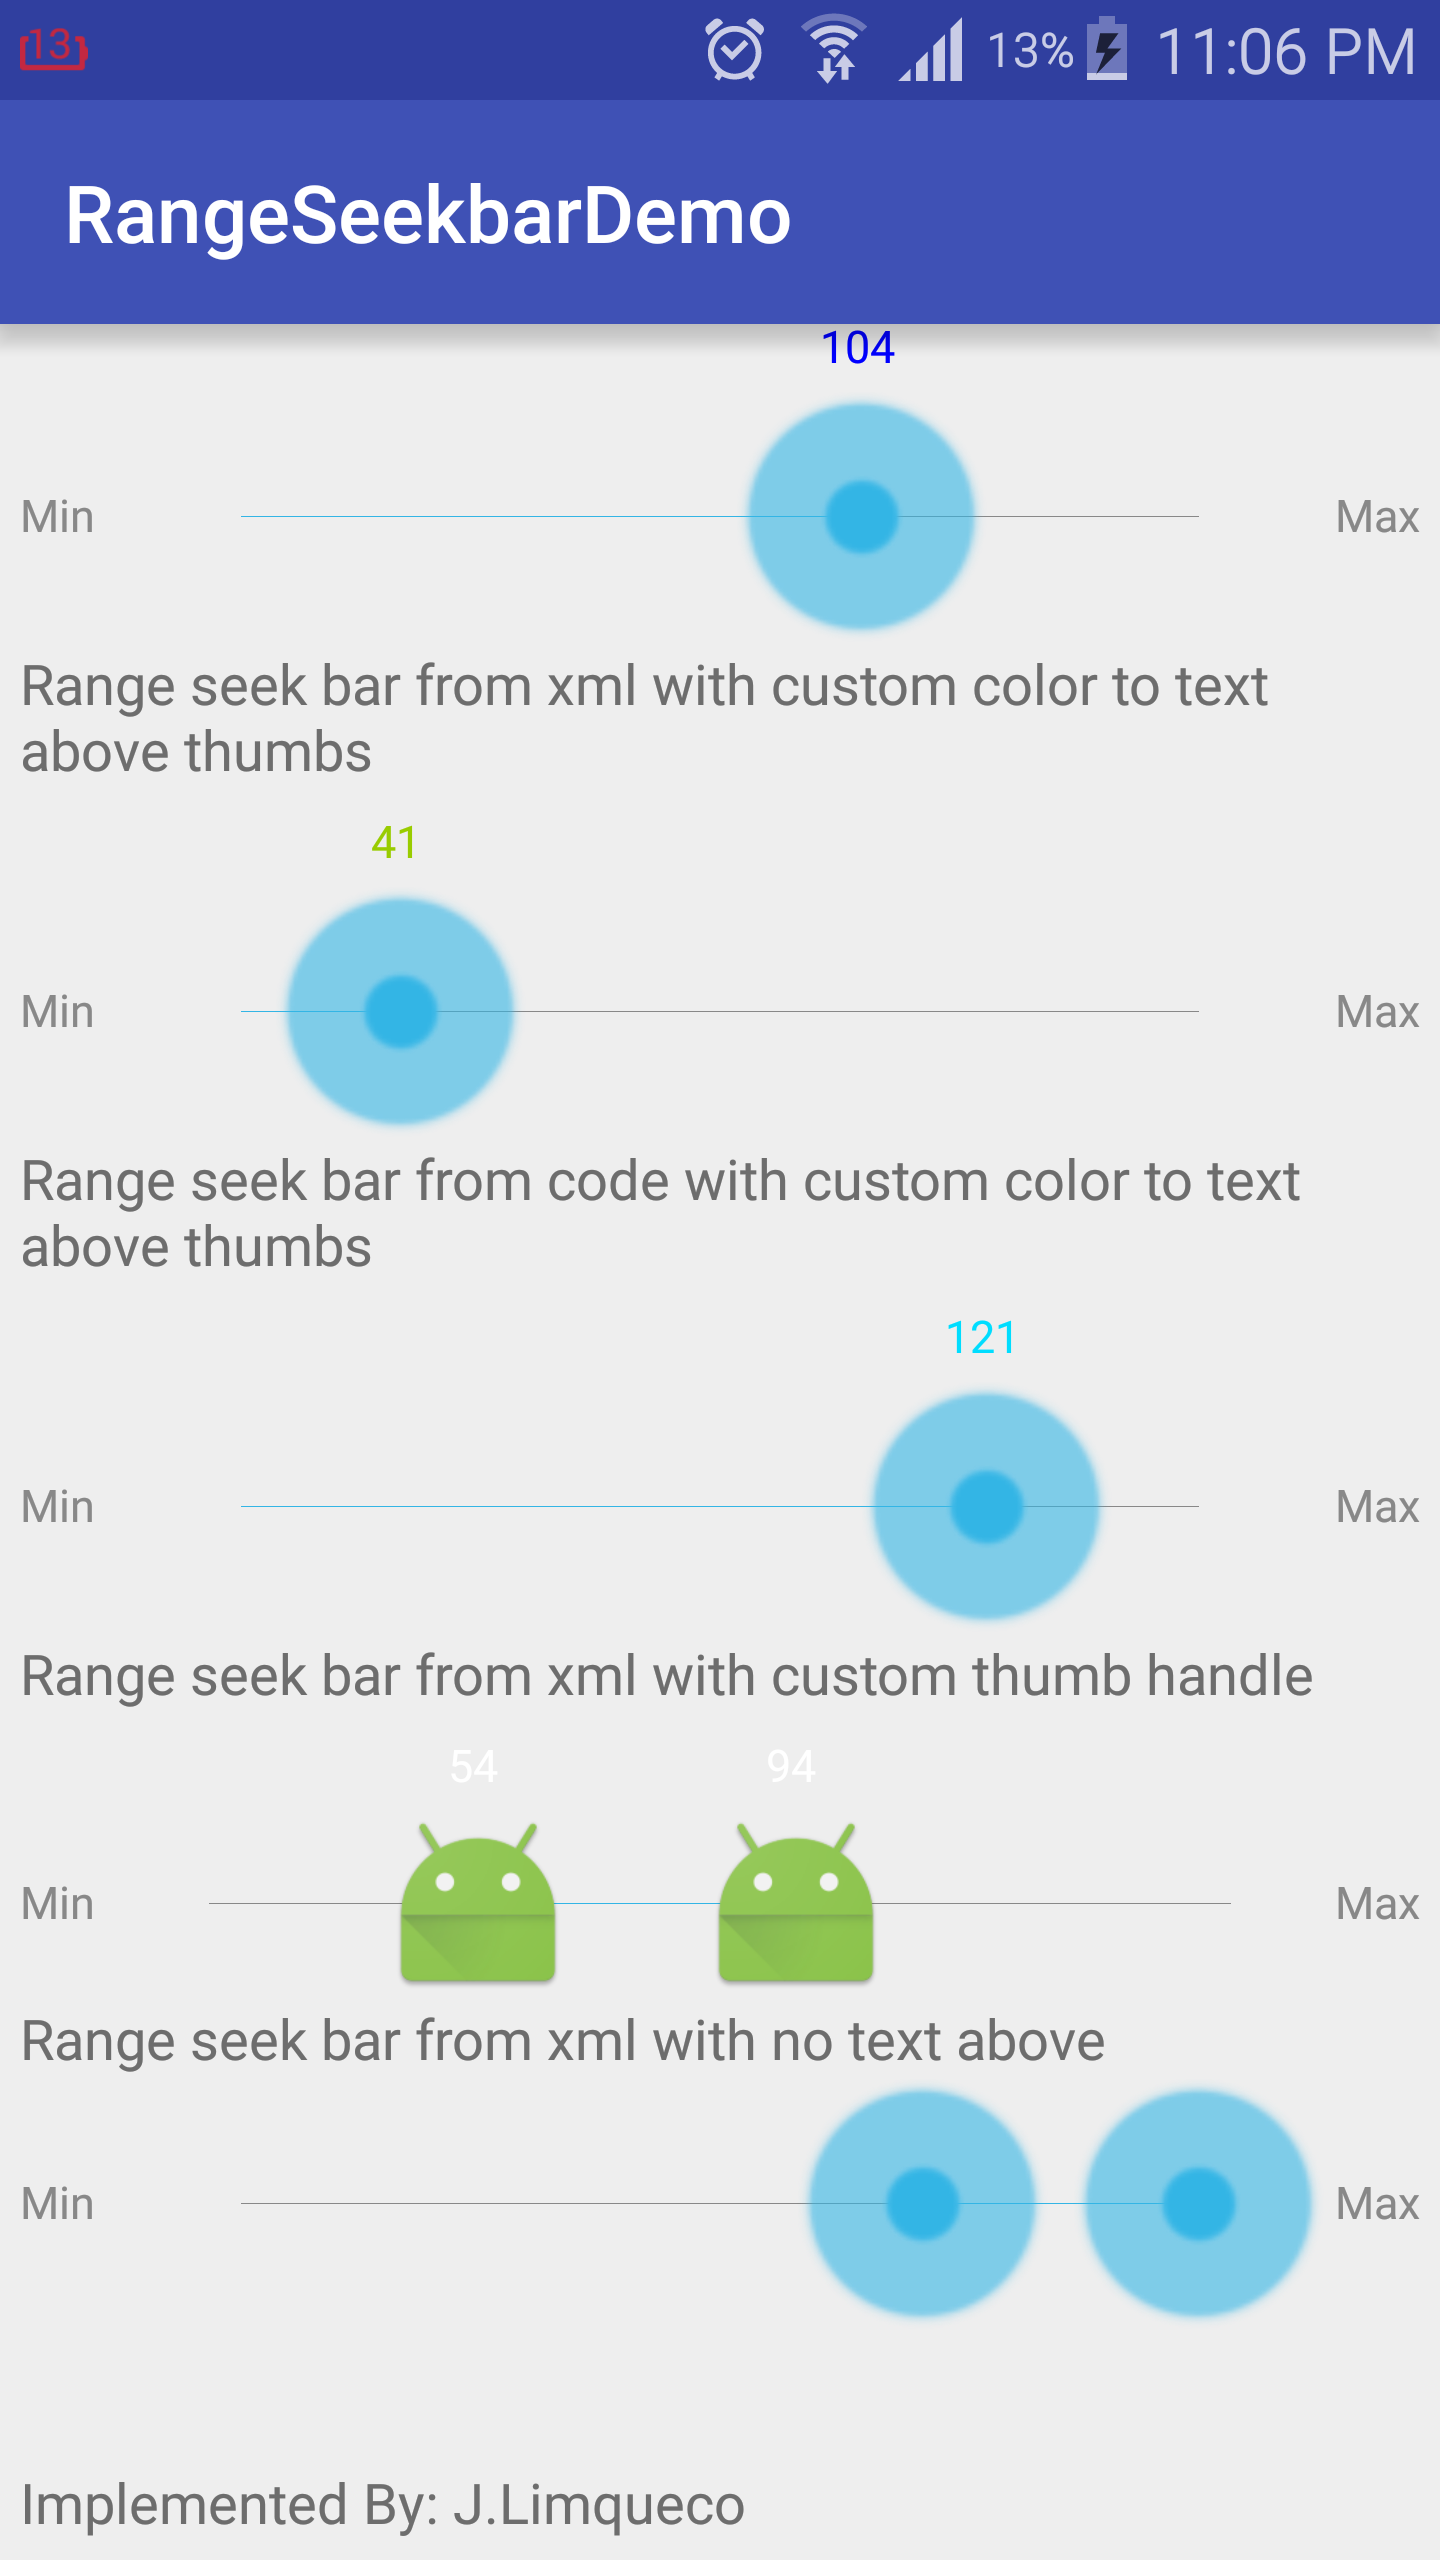 13 13% 11:06 PM
RangeSeekbarDemo
104
Min Max
Range seek bar from xml with custom color to text
above thumbs
41
Min Max
Range seek bar from code with custom color to text
above thumbs
121
Min Max
Range seek bar from xml with custom thumb handle
54 94
Min Max
Range seek bar from xml with no text above
Min Max
Implemented By: J.Limqueco